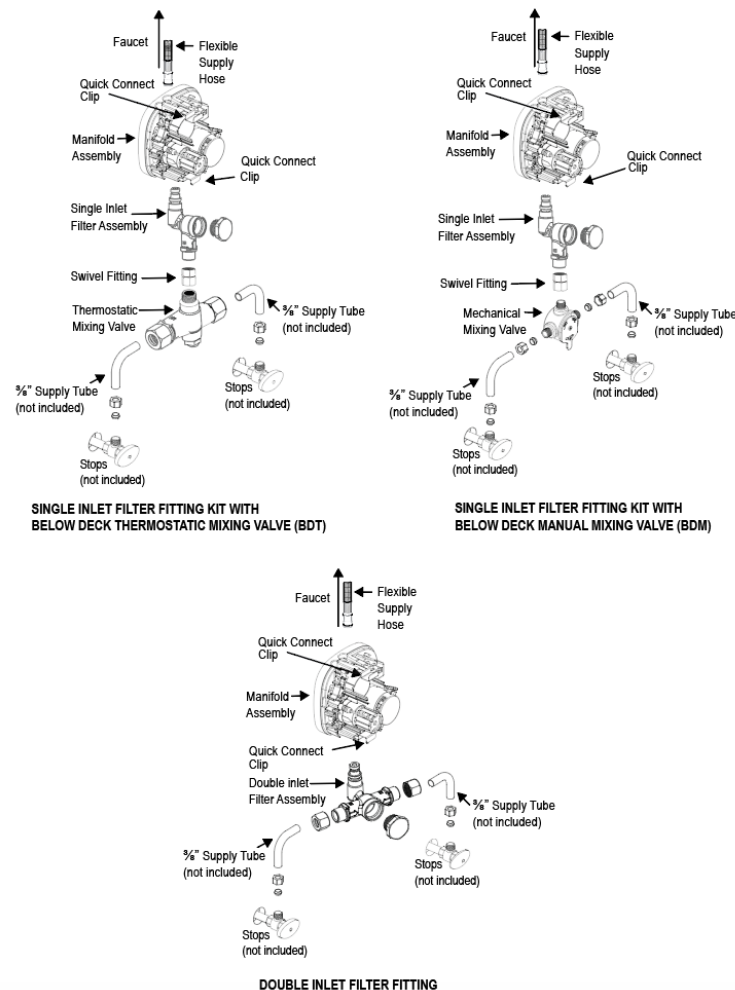 Faucet
Flexible
Supply
Hose
Quick Connect
Clip
Manifold
Assembly
Quick Connect
Clip
Single Inlet
Filter Assembly
Swivel Fitting
Thermostatic
Mixing Valve
⅜" Supply Tube
(not included)
Stops
(not included)
⅜" Supply Tube
(not included)
Stops
(not included)
SINGLE INLET FILTER FITTING KIT WITH
BELOW DECK THERMOSTATIC MIXING VALVE (BDT)
Faucet
Flexible
Supply
Hose
Quick Connect
Clip
Manifold
Assembly
Quick Connect
Clip
Single Inlet
Filter Assembly
Swivel Fitting
Mechanical
Mixing Valve
⅜" Supply Tube
(not included)
Stops
(not included)
⅜" Supply Tube
(not included)
Stops
(not included)
SINGLE INLET FILTER FITTING KIT WITH
BELOW DECK MANUAL MIXING VALVE (BDM)
Faucet
Flexible
Supply
Hose
Quick Connect
Clip
Manifold
Assembly
Quick Connect
Clip
Double inlet
Filter Assembly
⅜" Supply Tube
(not included)
⅜" Supply Tube
(not included)
Stops
(not included)
Stops
(not included)
DOUBLE INLET FILTER FITTING